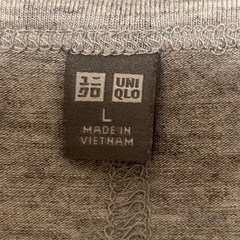 ユニ UNI
クロ QLO
L
MADE IN
VIETNAM